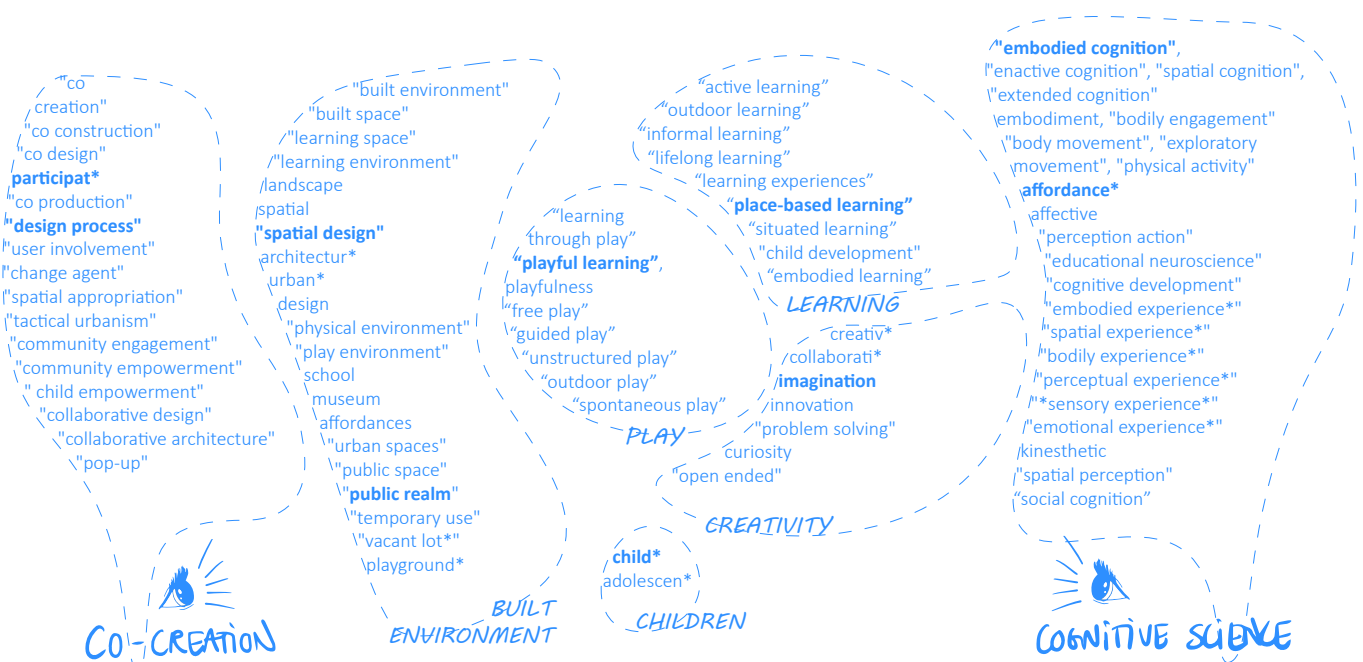 "co
creation"
"co construction"
"co design"
participat*
"co production"
"design process"
"user involvement"
"change agent"
"spatial appropriation"
"tactical urbanism"
"community engagement"
"community empowerment"
" child empowerment"
"collaborative design"
"collaborative architecture"
"pop-up"
CO-CREATION
"built environment"
"built space"
"learning space"
"learning environment"
landscape
spatial
"spatial design"
architectur*
urban*
design
"physical environment"
"play environment"
school
museum
affordances
"urban spaces"
"public space"
"public realm"
"temporary use"
"vacant lot*"
playground*
BUILT
ENVIRONMENT
“learning
through play”
“playful learning”,
playfulness
“free play”
“guided play”
“unstructured play”
“outdoor play”
“spontaneous play”
PLAY
“active learning”
“outdoor learning”
“informal learning”
“lifelong learning”
“learning experiences”
“place-based learning”
“situated learning”
"child development"
“embodied learning”
LEARNING
creativ*
collaborati*
imagination
innovation
"problem solving"
curiosity
"open ended"
CREATIVITY
child*
adolescen*
CHILDREN
"embodied cognition",
"enactive cognition", "spatial cognition",
"extended cognition"
embodiment, "bodily engagement"
"body movement", "exploratory
movement", "physical activity"
affordance*
affective
"perception action"
"educational neuroscience"
"cognitive development"
"embodied experience*"
"spatial experience*"
"bodily experience*"
"perceptual experience*"
"*sensory experience*"
"emotional experience*"
kinesthetic
"spatial perception"
“social cognition”
COGNITIVE SCIENCE